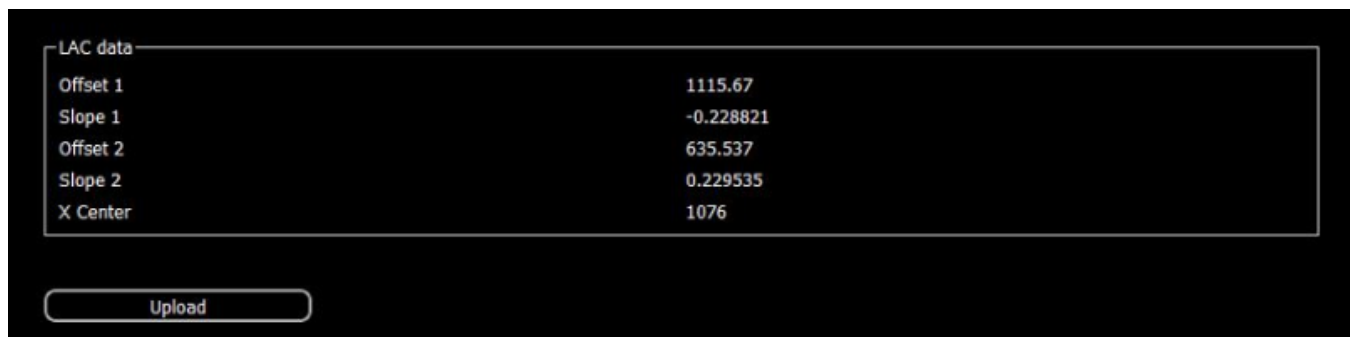 LAC data
Offset 1 1115.67
Slope 1 -0.228821
Offset 2 635.537
Slope 2 0.229535
X Center 1076
Upload